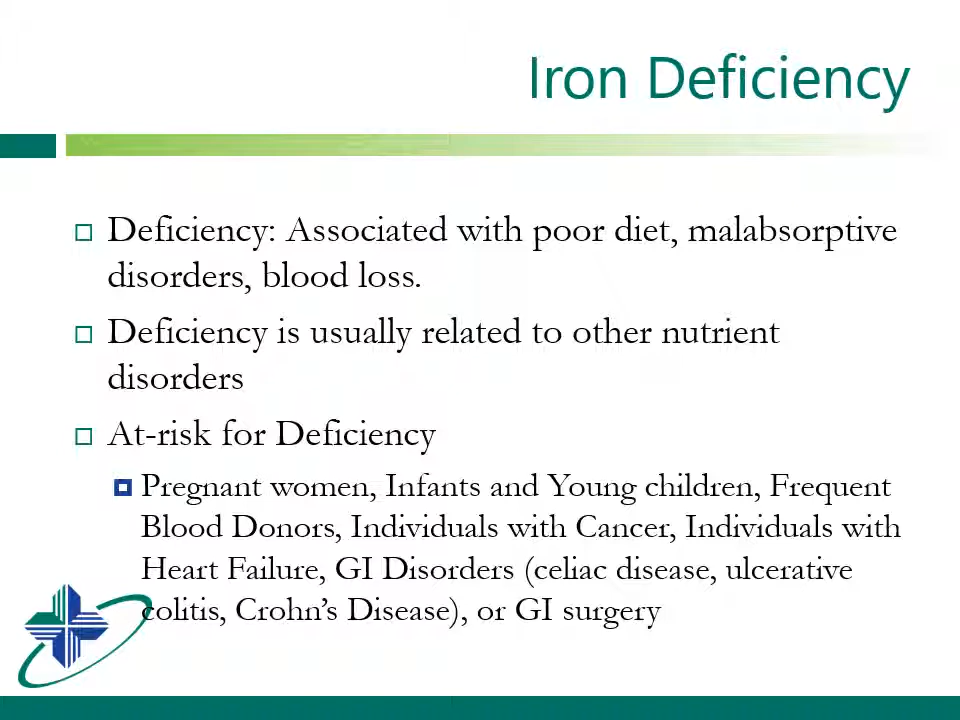 Iron Deficiency
Deficiency: Associated with poor diet, malabsorptive
disorders, blood loss.
Deficiency is usually related to other nutrient
disorders
At-risk for Deficiency
Pregnant women, Infants and Young children, Frequent
Blood Donors, Individuals with Cancer, Individuals with
Heart Failure, GI Disorders (celiac disease, ulcerative
colitis, Crohn’s Disease), or GI surgery